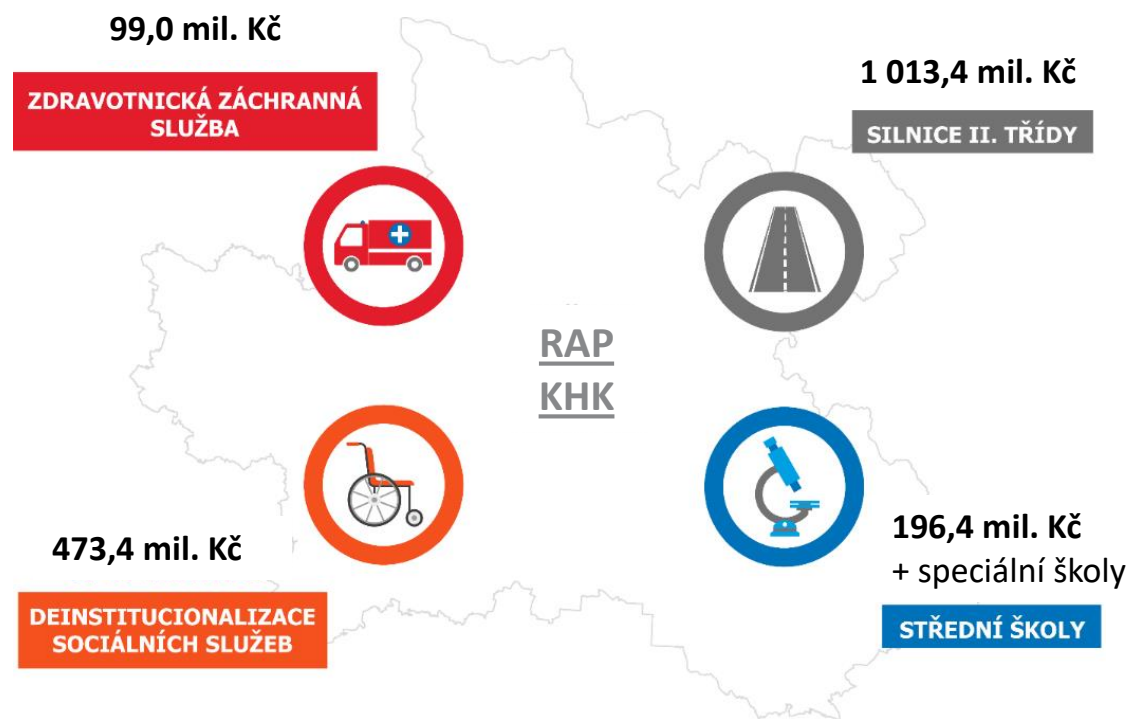 99,0 mil. Kč
ZDRAVOTNICKÁ ZÁCHRANNÁ
SLUŽBA
1 013,4 mil. Kč
SILNICE II. TŘÍDY
RAP
KHK
473,4 mil. Kč
DEINSTITUCIONALIZACE
SOCIÁLNÍCH SLUŽEB
196,4 mil. Kč
+ speciální školy
STŘEDNÍ ŠKOLY